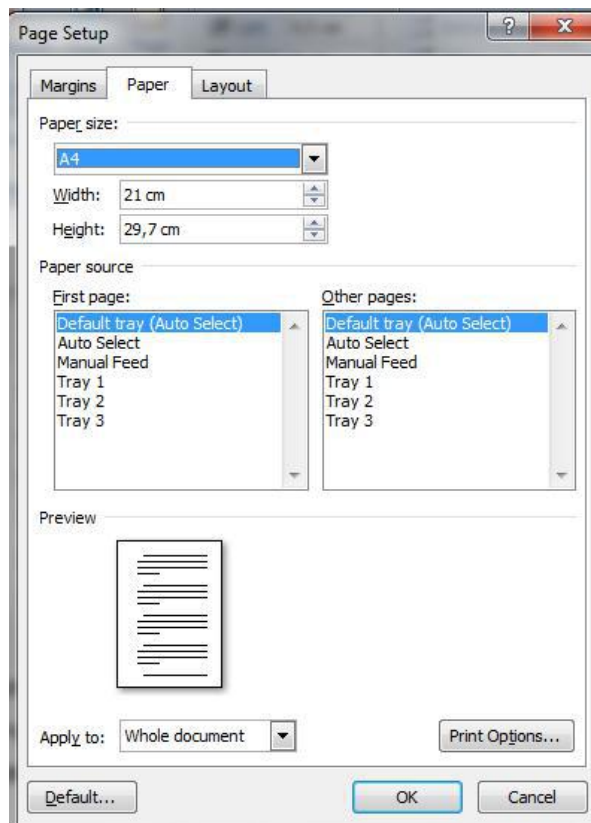 Page Setup
Margins Paper Layout
Paper size:
A4
Width: 21 cm
Height: 29,7 cm
Paper source
First page: Other pages:
Default tray (Auto Select) Default tray (Auto Select)
Auto Select Auto Select
Manual Feed Manual Feed
Tray 1 Tray 1
Tray 2 Tray 2
Tray 3 Tray 3
Preview
Apply to: Whole document Print Options...
Default... OK Cancel